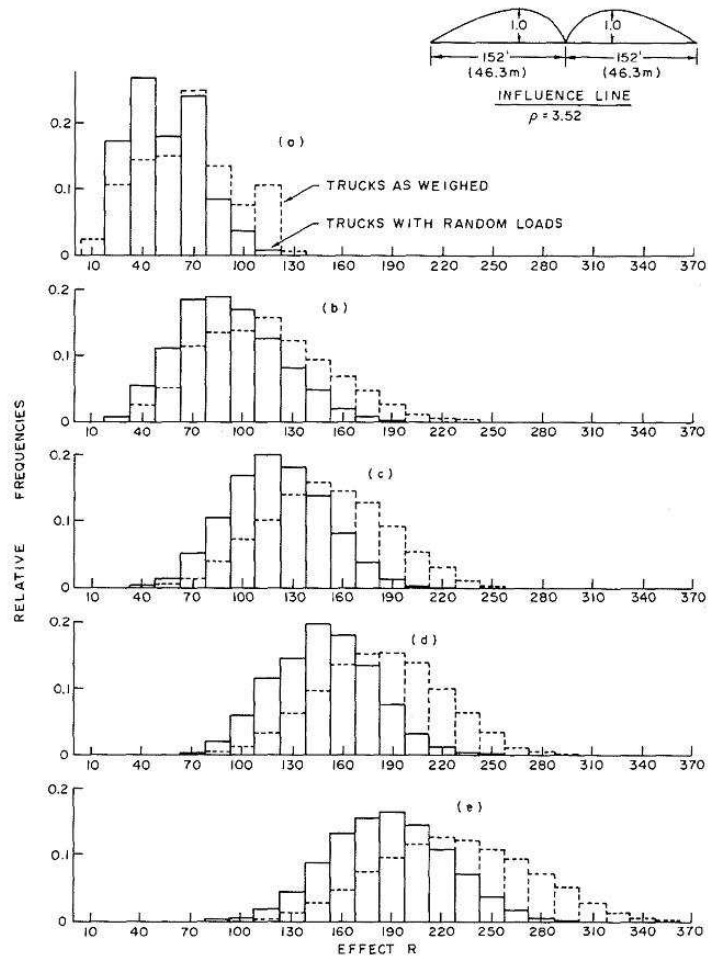 1.0 1.0
152' 152'
(46.3m) (46.3m)
INFLUENCE LINE
ρ = 3.52
0.2
(a)
TRUCKS AS WEIGHED
0.1
TRUCKS WITH RANDOM LOADS
0
10 40 70 100 130 160 190 220 250 280 310 340 370
0.2
(b)
0.1
0
10 40 70 100 130 160 190 220 250 280 310 340 370
0.2
(c)
0.1
0
10 40 70 100 130 160 190 220 250 280 310 340 370
0.2
(d)
0.1
0
10 40 70 100 130 160 190 220 250 280 310 340 370
0.2
(e)
0.1
0
10 40 70 100 130 160 190 220 250 280 310 340 370
EFFECT R
RELATIVE FREQUENCIES